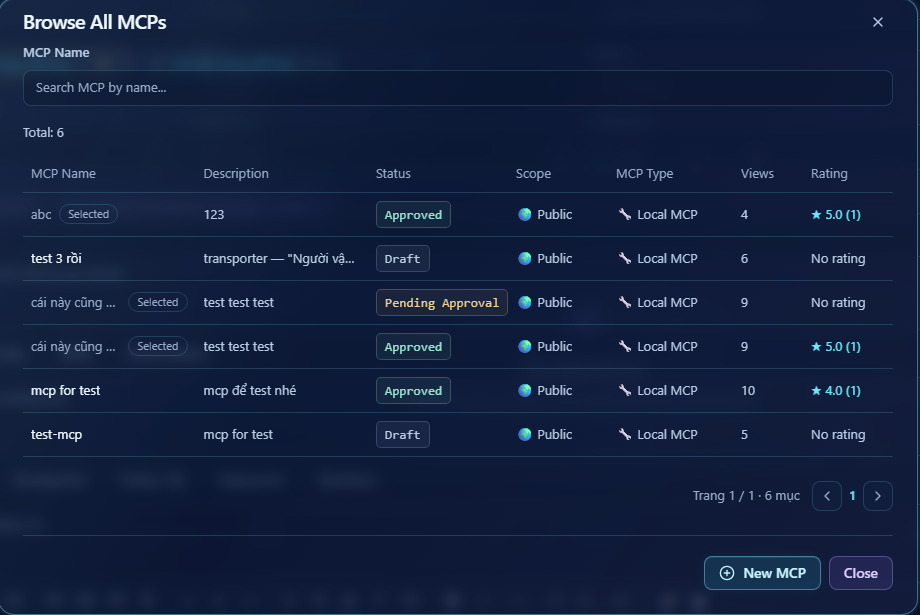 Browse All MCPs
MCP Name
Search MCP by name...
Total: 6
MCP Name Description Status Scope MCP Type Views Rating
abc Selected 123 Approved Public Local MCP 4 ★ 5.0 (1)
test 3 rồi transporter — "Người vậ... Draft Public Local MCP 6 No rating
cái này cũng ... Selected test test test Pending Approval Public Local MCP 9 No rating
cái này cũng ... Selected test test test Approved Public Local MCP 9 ★ 5.0 (1)
mcp for test mcp để test nhé Approved Public Local MCP 10 ★ 4.0 (1)
test-mcp mcp for test Draft Public Local MCP 5 No rating
Trang 1 / 1 · 6 mục 1
New MCP Close